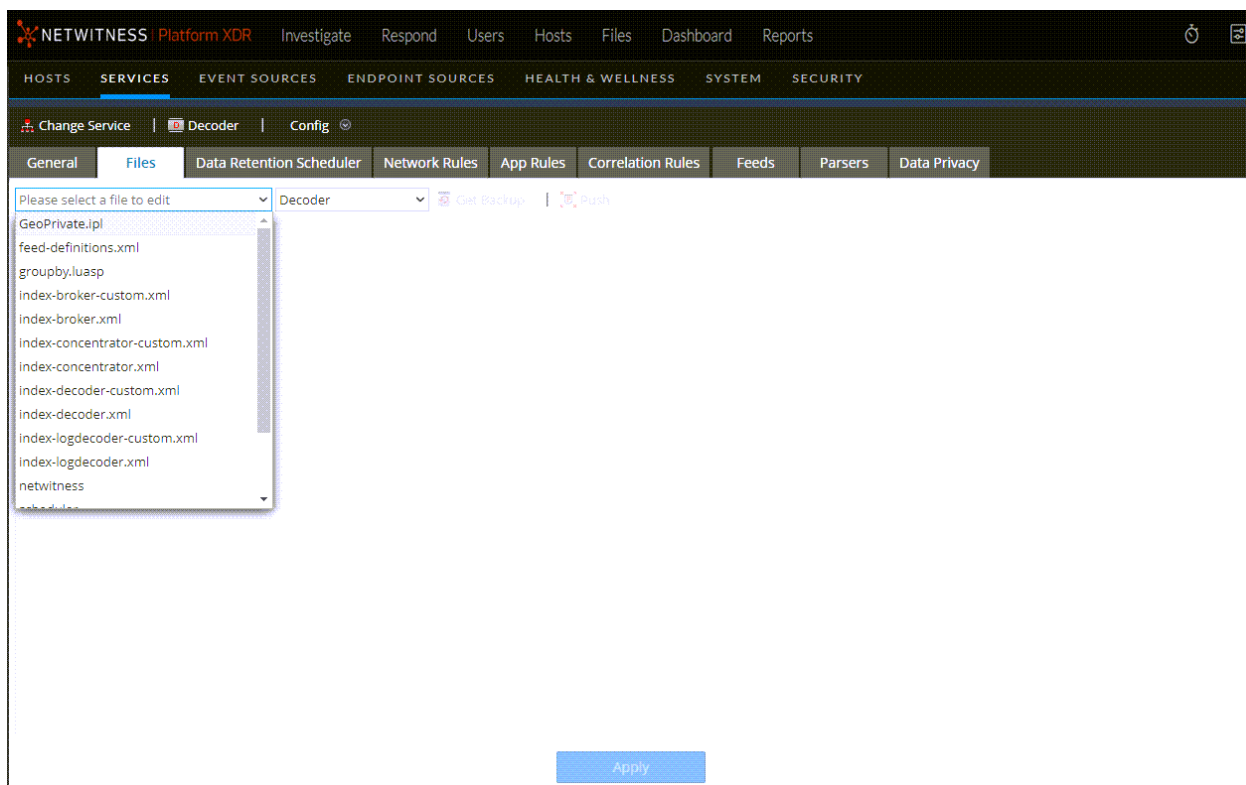 NETWITNESS Platform XDR Investigate Respond Users Hosts Files Dashboard Reports
HOSTS SERVICES EVENT SOURCES ENDPOINT SOURCES HEALTH & WELLNESS SYSTEM SECURITY
Change Service | D Decoder | Config
General Files Data Retention Scheduler Network Rules App Rules Correlation Rules Feeds Parsers Data Privacy
Please select a file to edit Decoder Get Backup | Push
GeoPrivate.ipl
feed-definitions.xml
groupby.luasp
index-broker-custom.xml
index-broker.xml
index-concentrator-custom.xml
index-concentrator.xml
index-decoder-custom.xml
index-decoder.xml
index-logdecoder-custom.xml
index-logdecoder.xml
netwitness
scheduler
Apply